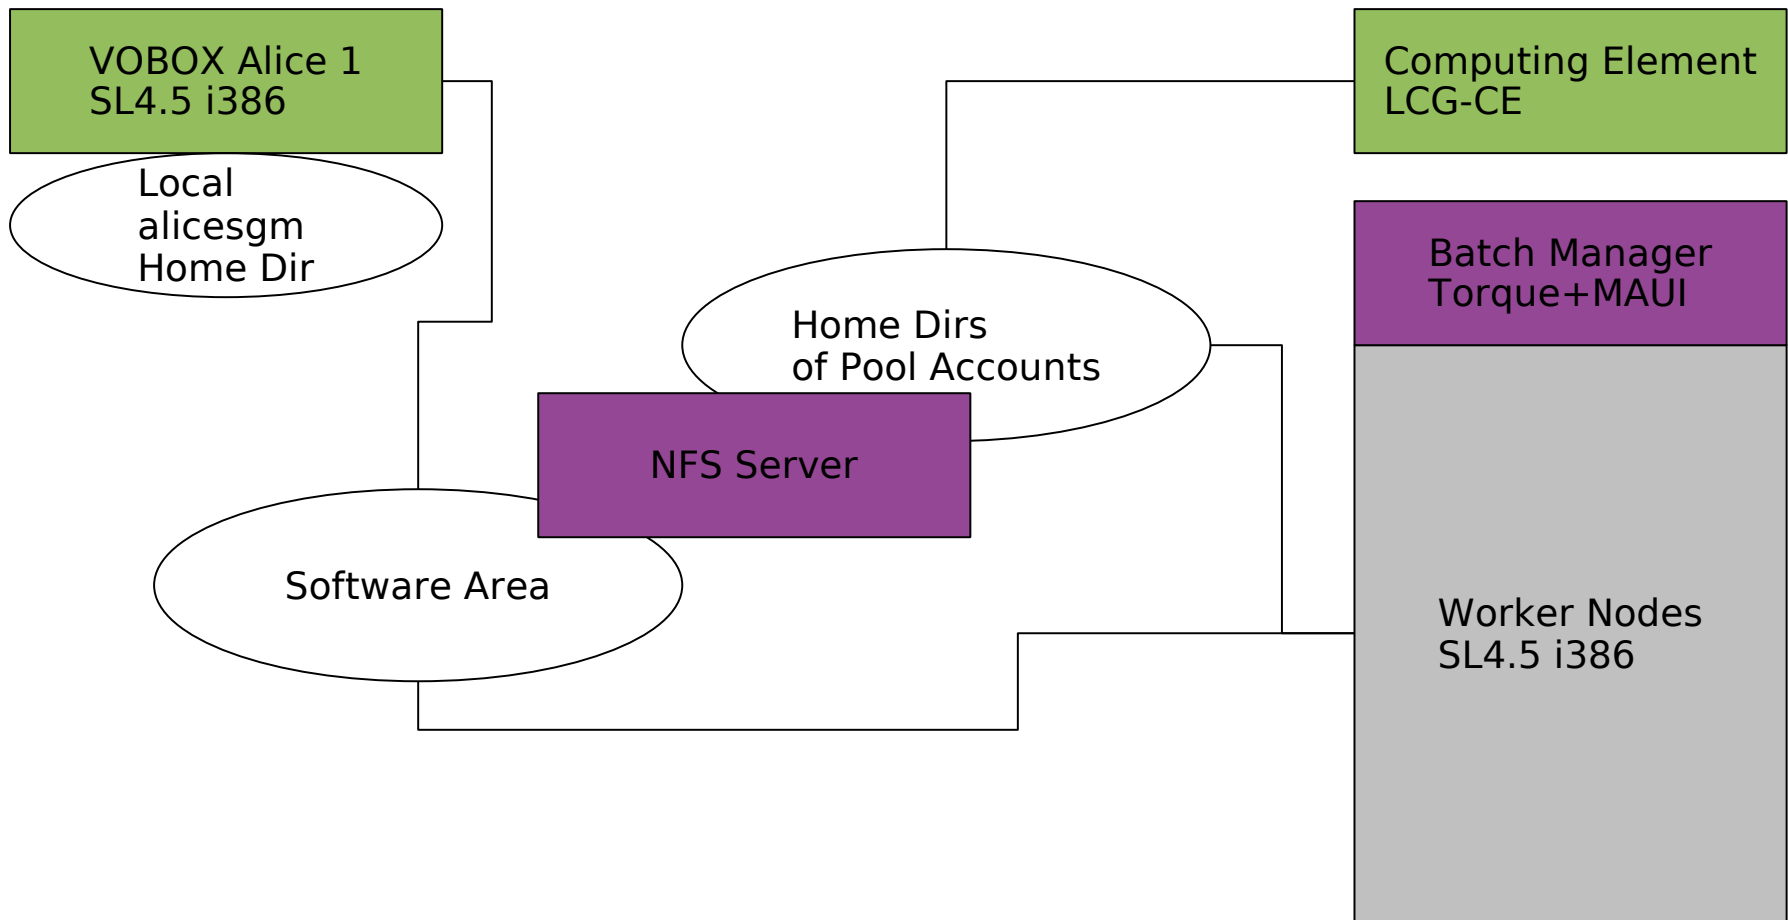 VOBOX Alice 1
SL4.5 i386
Local
alicesgm
Home Dir
Computing Element
LCG-CE
Batch Manager
Torque+MAUI
Home Dirs
of Pool Accounts
NFS Server
Software Area
Worker Nodes
SL4.5 i386